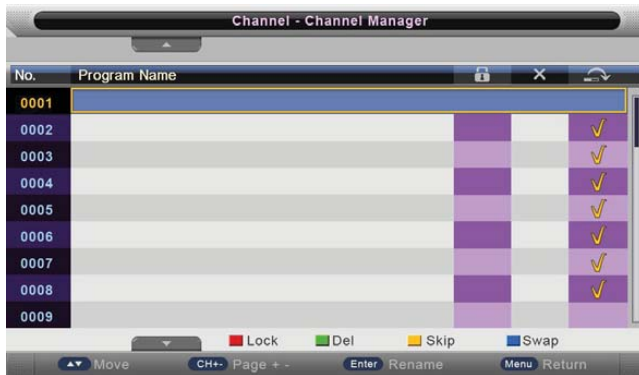 Channel - Channel Manager
No. Program Name
0001
0002
0003
0004
0005
0006
0007
0008
0009
Lock Del Skip Swap
Move CH+- Page + - Enter Rename Menu Return